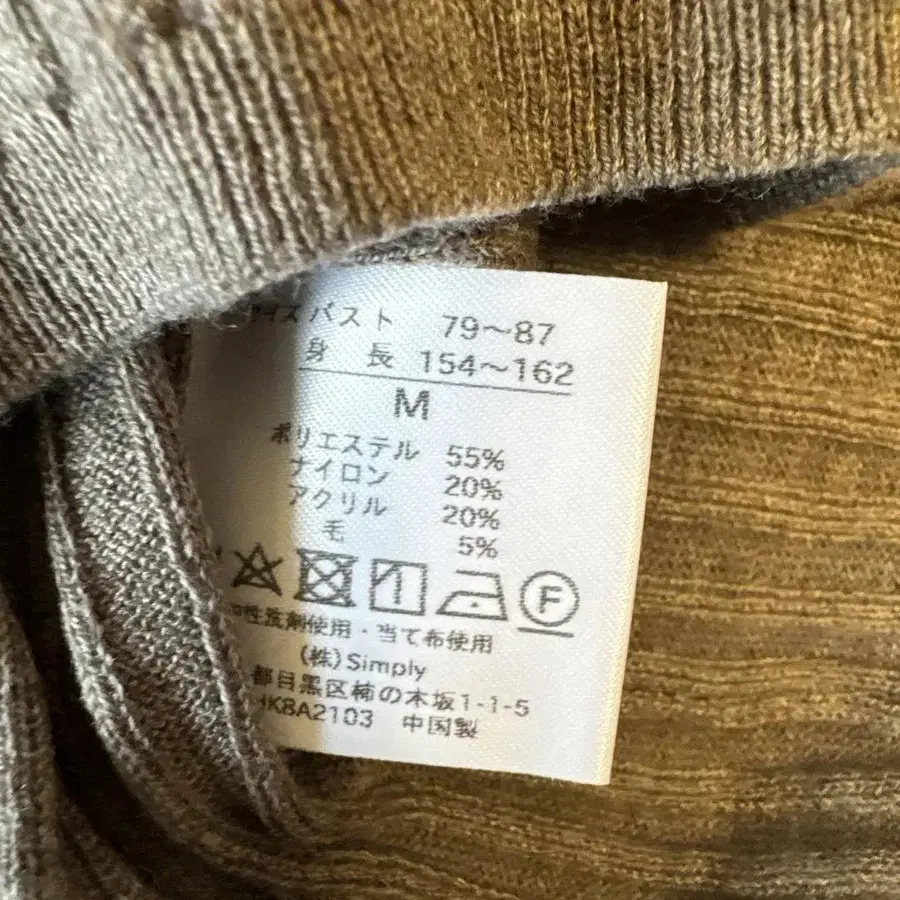 イズ バスト 79〜87
身長 154〜162
M
ポリエステル 55%
ナイロン 20%
アクリル 20%
毛 5%
F
性洗剤使用・当て布使用
(株)Simply
都目黒区柿の木坂1-1-5
HK8A2103 中国製